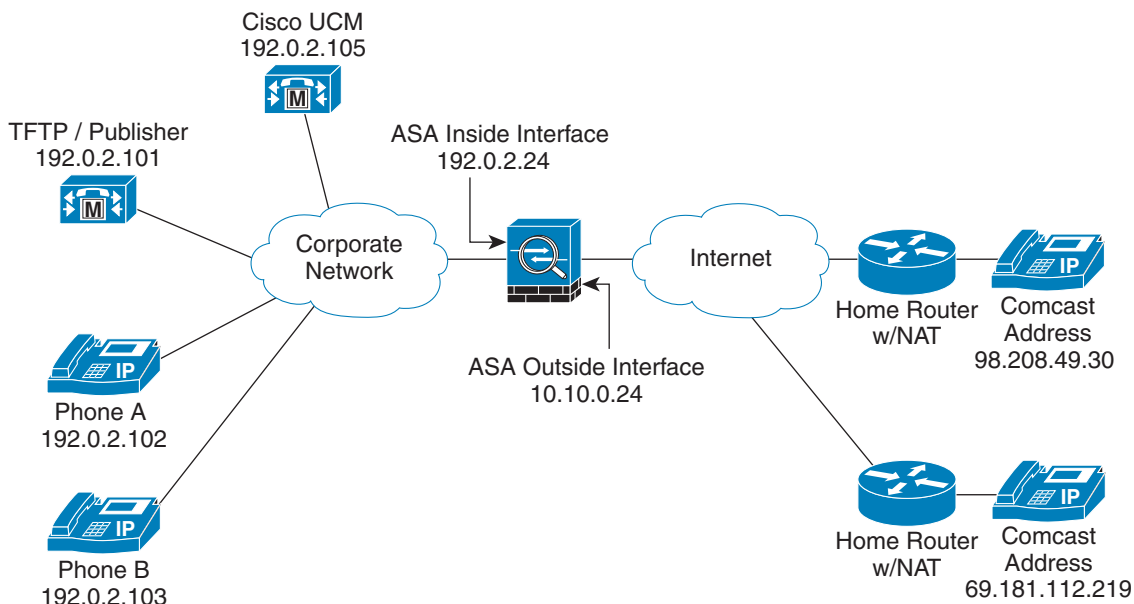 Cisco UCM
192.0.2.105
M
TFTP / Publisher
192.0.2.101
M
ASA Inside Interface
192.0.2.24
Corporate
Network
Internet
IP
Home Router
w/NAT
Comcast
Address
98.208.49.30
ASA Outside Interface
10.10.0.24
IP
Phone A
192.0.2.102
IP
Phone B
192.0.2.103
IP
Home Router
w/NAT
Comcast
Address
69.181.112.219